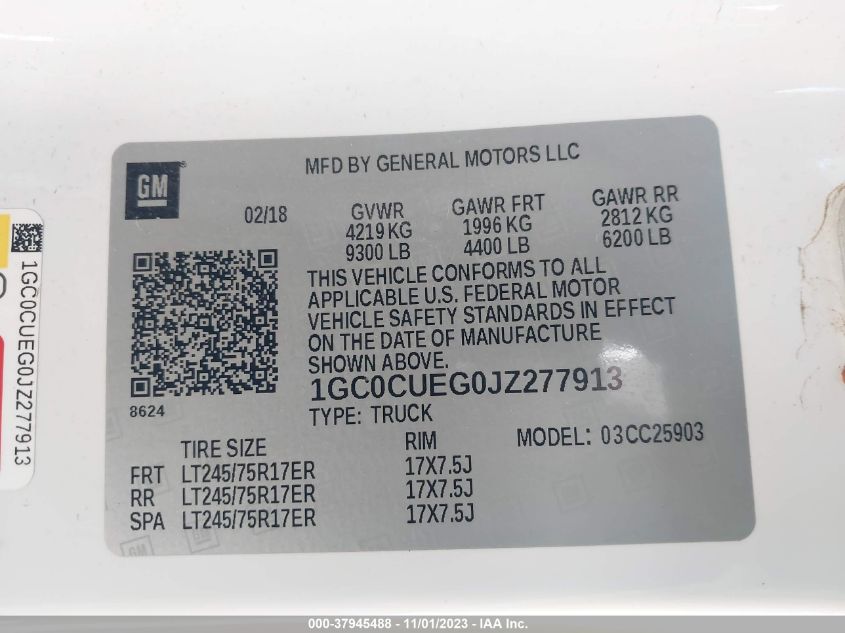 MFD BY GENERAL MOTORS LLC
GM
02/18
GVWR
4219 KG
9300 LB
GAWR FRT
1996 KG
4400 LB
GAWR RR
2812 KG
6200 LB
THIS VEHICLE CONFORMS TO ALL
APPLICABLE U.S. FEDERAL MOTOR
VEHICLE SAFETY STANDARDS IN EFFECT
ON THE DATE OF MANUFACTURE
SHOWN ABOVE.
8624
1GC0CUEG0JZ277913
TYPE: TRUCK
TIRE SIZE RIM MODEL: 03CC25903
FRT LT245/75R17ER 17X7.5J
RR LT245/75R17ER 17X7.5J
SPA LT245/75R17ER 17X7.5J
GM
1GC0CUEG0JZ277913
000-37945488 - 11/01/2023 - IAA Inc.